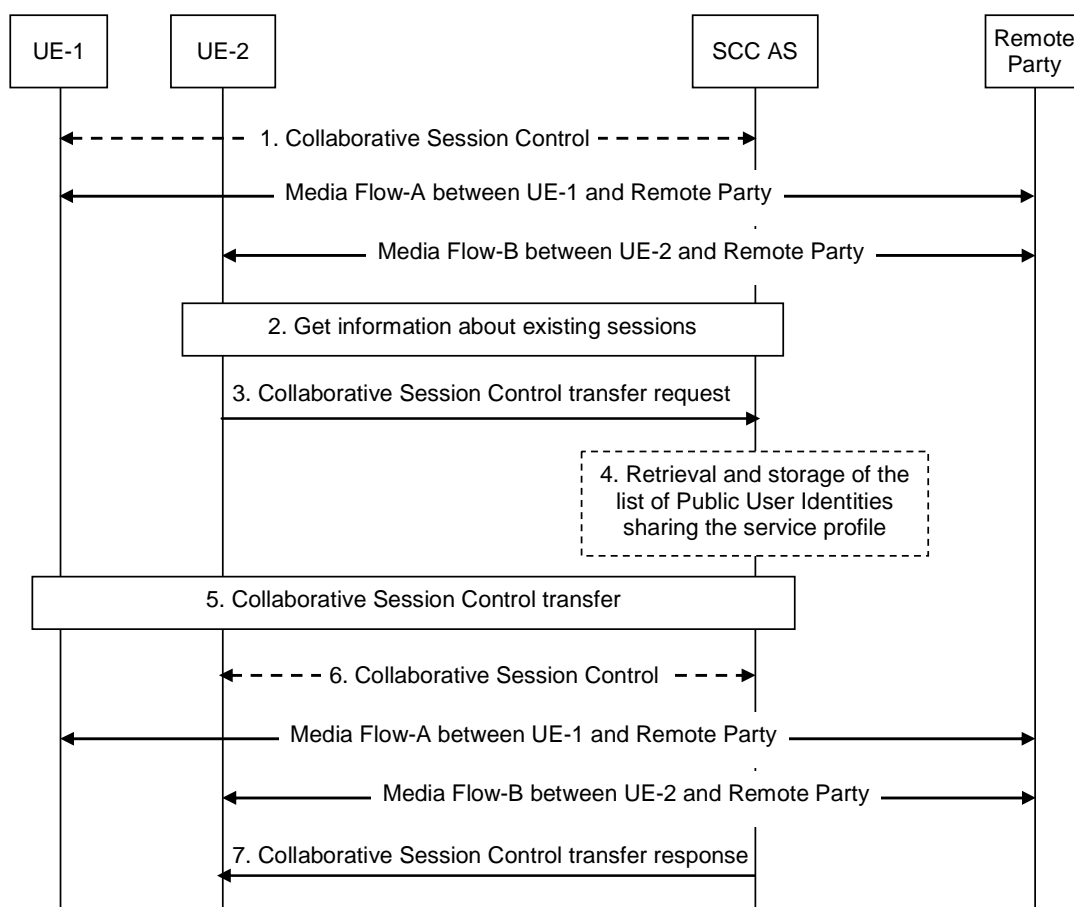 UE-1
UE-2
SCC AS
Remote
Party
1. Collaborative Session Control
Media Flow-A between UE-1 and Remote Party
Media Flow-B between UE-2 and Remote Party
2. Get information about existing sessions
3. Collaborative Session Control transfer request
4. Retrieval and storage of the
list of Public User Identities
sharing the service profile
5. Collaborative Session Control transfer
6. Collaborative Session Control
Media Flow-A between UE-1 and Remote Party
Media Flow-B between UE-2 and Remote Party
7. Collaborative Session Control transfer response